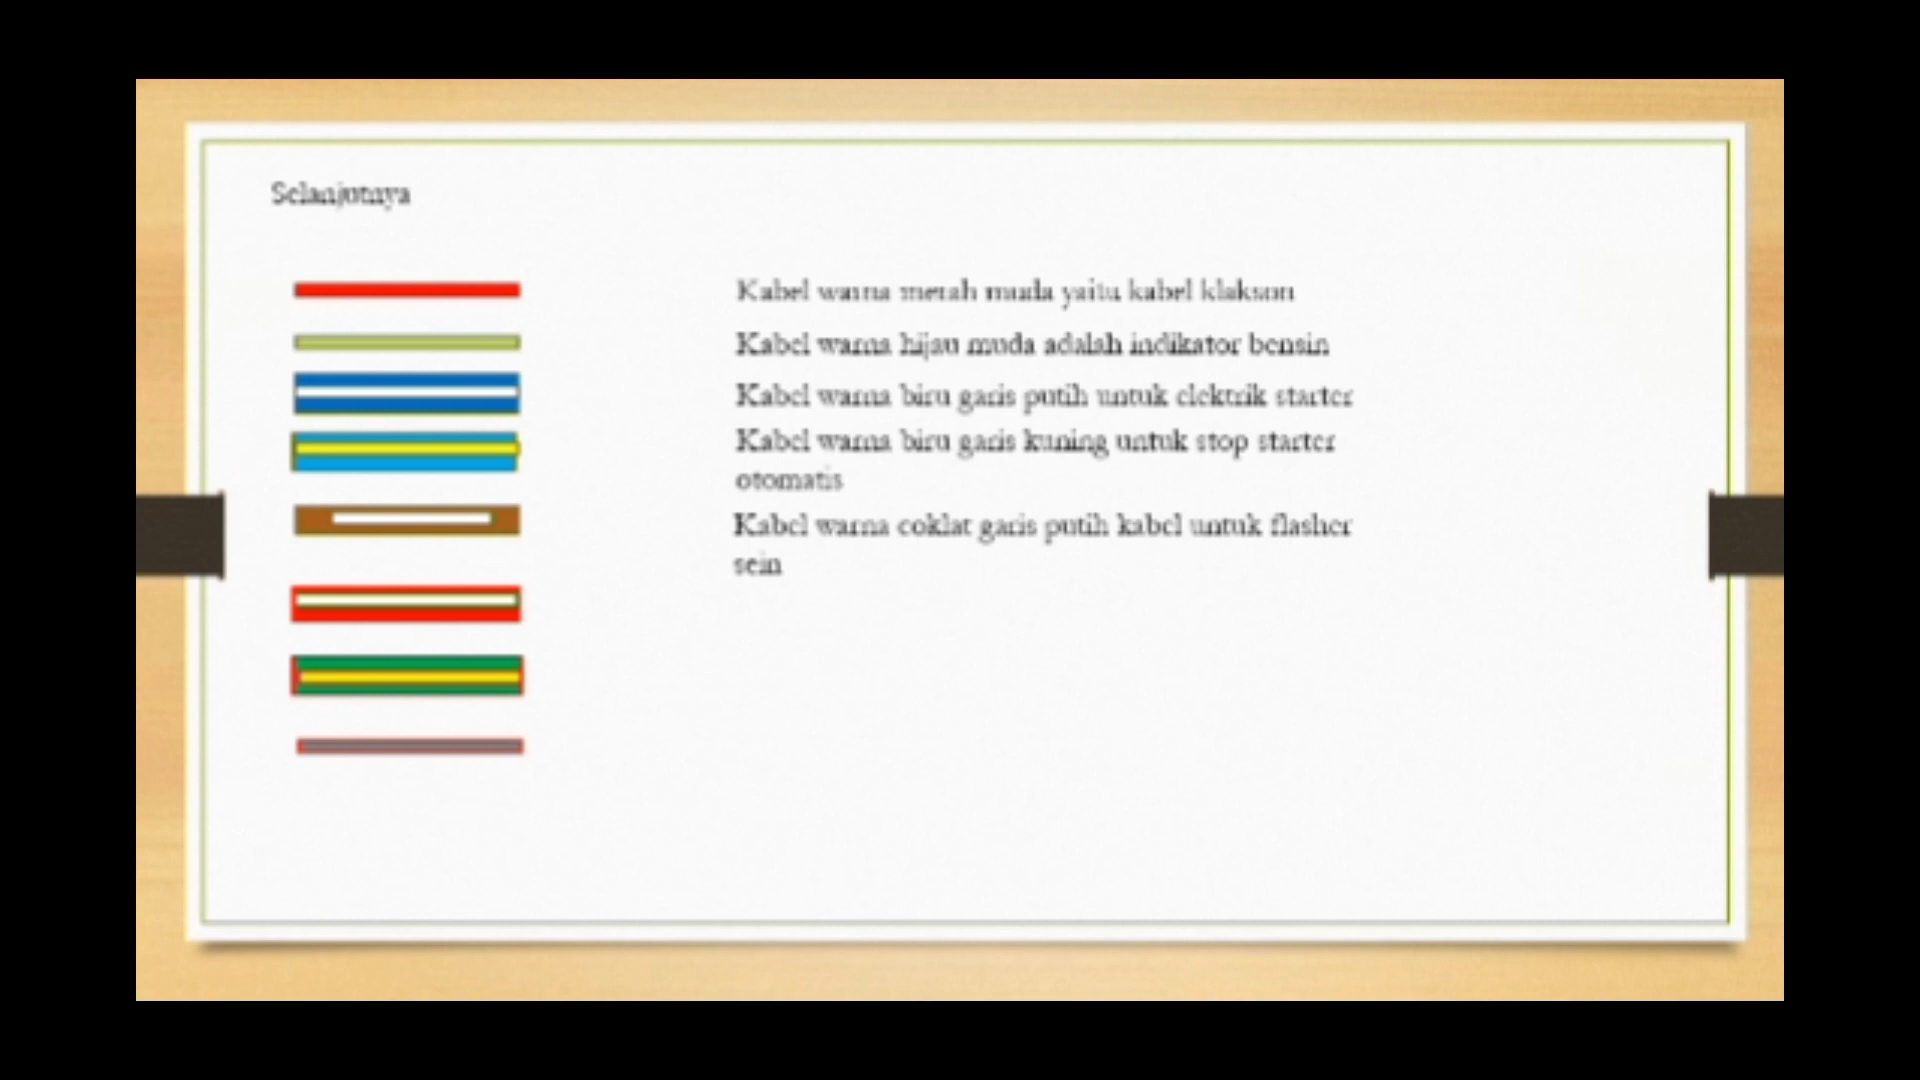 Selanjutnya
Kabel warna merah muda yaitu kabel klakson
Kabel warna hijau muda adalah indikator bensin
Kabel warna biru garis putih untuk elektrik starter
Kabel warna biru garis kuning untuk stop starter
otomatis
Kabel warna coklat garis putih kabel untuk flasher
sein